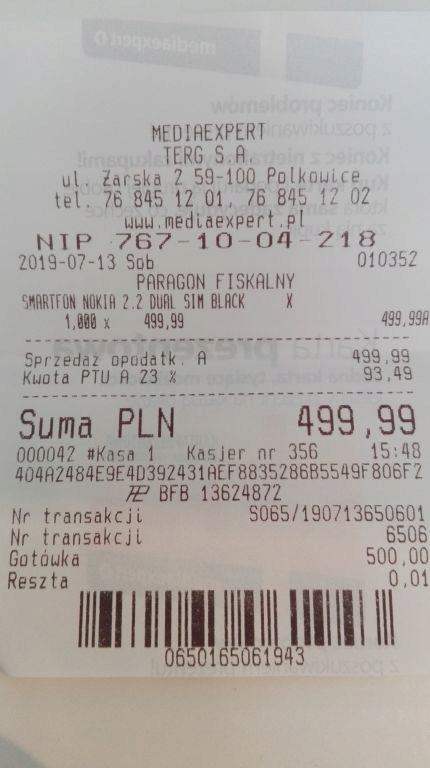 MEDIAEXPERT
TERG S.A.
ul. Żarska 2 59-100 Polkowice
tel. 76 845 12 01, 76 845 12 02
www.mediaexpert.pl
NIP 767-10-04-218
2019-07-13 Sob 010352
PARAGON FISKALNY
SMARTFON NOKIA 2.2 DUAL SIM BLACK X
1,000 x 499,99 499,99A
Sprzedaż opodatk. A 499,99
Kwota PTU A 23 % 93,49
Suma PLN 499,99
000042 #Kasa 1 Kasjer nr 356 15:48
404A2484E9E4D392431AEF8835286B5549F806F2
BFB 13624872
Nr transakcji S065/190713650601
Nr transakcji 6506
Gotówka 500,00
Reszta 0,01
0650165061943